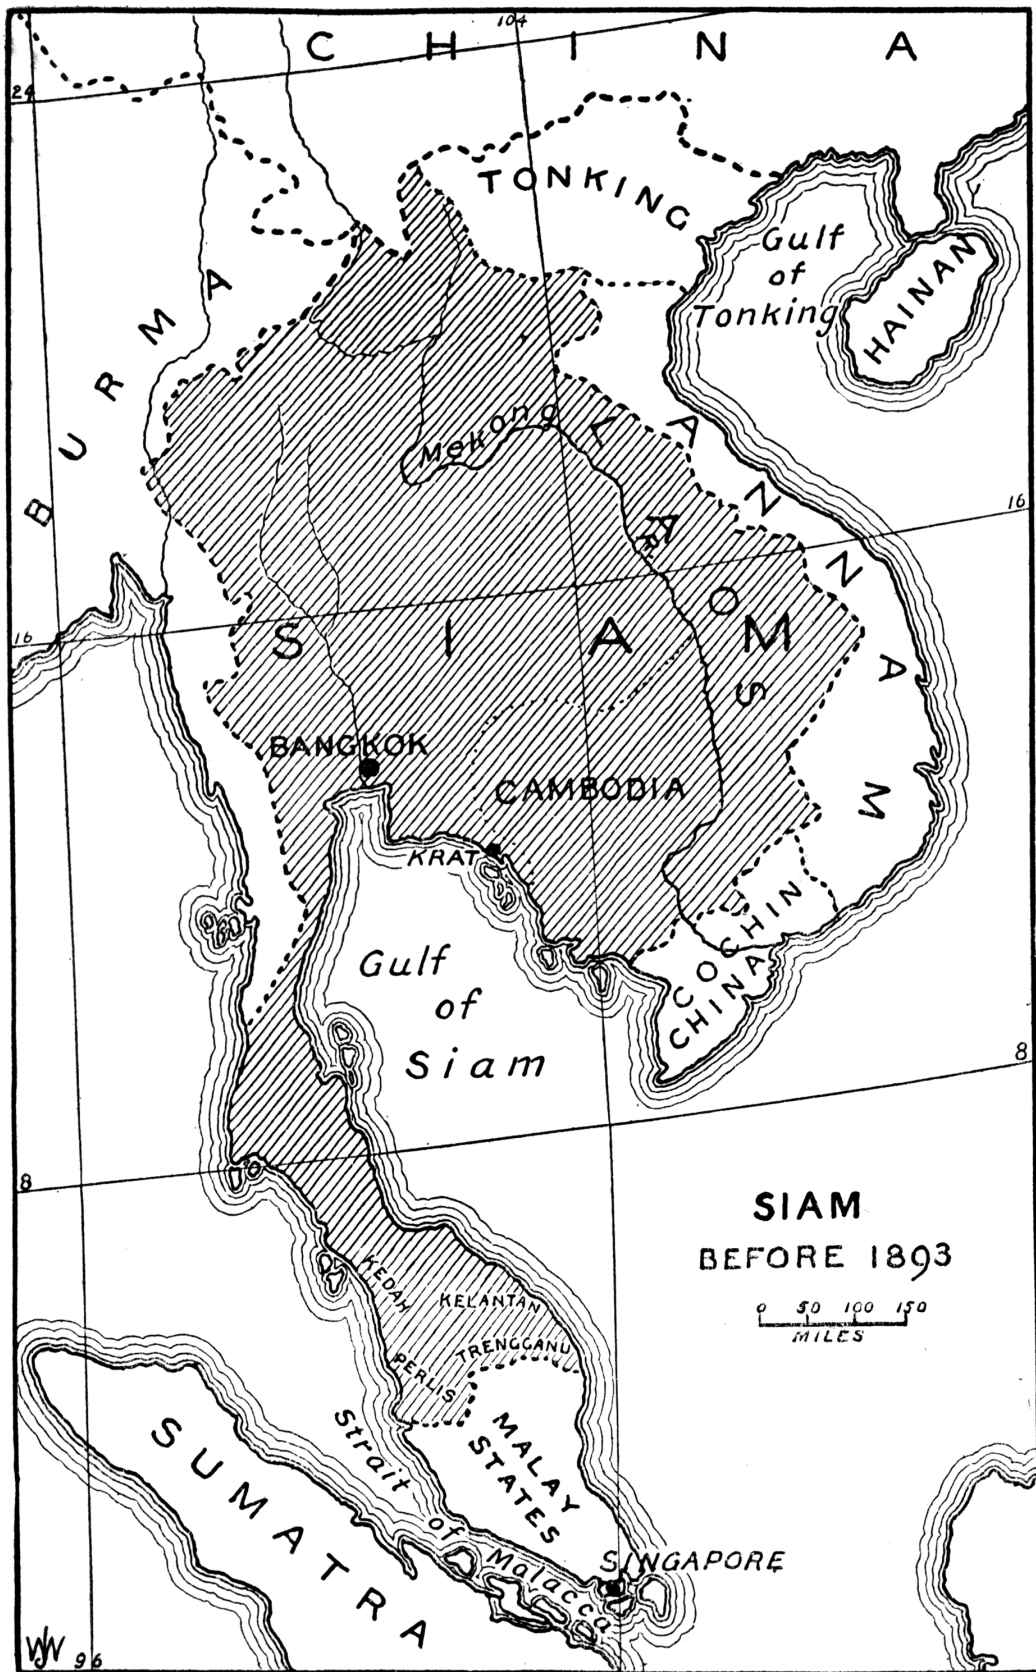 104
CHINA
24
TONKING
Gulf
of
Tonking
HAINAN
BURMA
Mekong
R
ANNAM
LAOS
16
16
SIAM
BANGKOK
CAMBODIA
KRAT
COCHIN
CHINA
Gulf
of
Siam
8
8
SIAM
BEFORE 1893
0 50 100 150
MILES
KEDAH
KELANTAN
TRENGGANU
PERLIS
MALAY
STATES
Strait of Malacca
SUMATRA
SINGAPORE
WJW
96